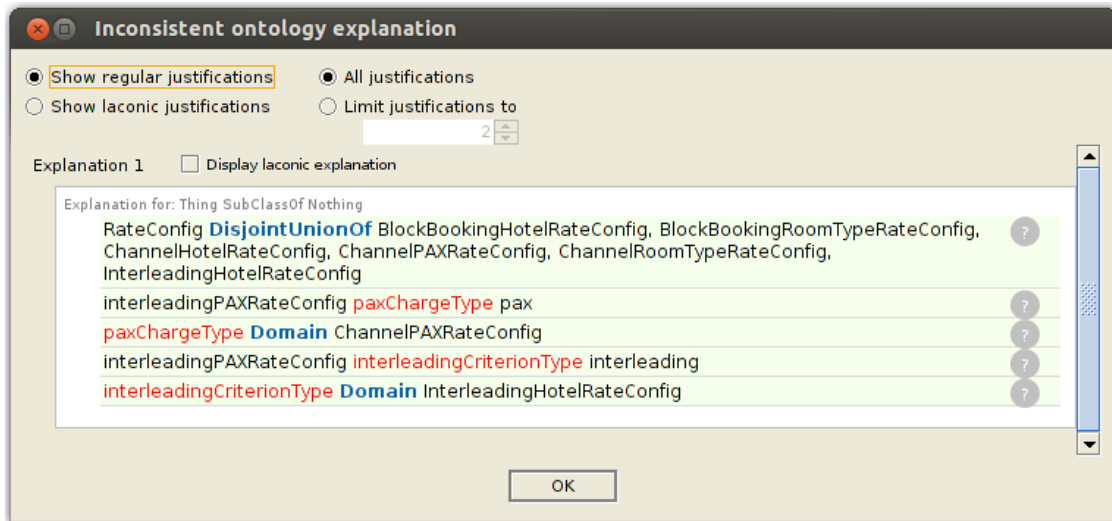 Inconsistent ontology explanation
Show regular justifications
All justifications
Show laconic justifications
Limit justifications to
2
Explanation 1
Display laconic explanation
Explanation for: Thing SubClassOf Nothing
RateConfig DisjointUnionOf BlockBookingHotelRateConfig, BlockBookingRoomTypeRateConfig,
ChannelHotelRateConfig, ChannelPAXRateConfig, ChannelRoomTypeRateConfig,
InterleadingHotelRateConfig
?
interleadingPAXRateConfig paxChargeType pax
?
paxChargeType Domain ChannelPAXRateConfig
?
interleadingPAXRateConfig interleadingCriterionType interleading
?
interleadingCriterionType Domain InterleadingHotelRateConfig
?
OK